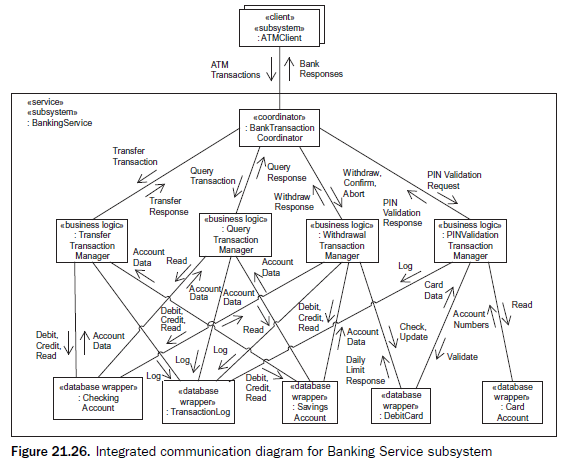 «client»
«subsystem»
: ATMClient
ATM
Transactions
Bank
Responses
«service»
«subsystem»
: BankingService
«coordinator»
: BankTransaction
Coordinator
Transfer
Transaction
Query
Transaction
Query
Response
Withdraw,
Confirm,
Abort
PIN Validation
Request
Transfer
Response
Withdraw
Response
PIN
Validation
Response
«business logic»
: Transfer
Transaction
Manager
«business logic»
: Query
Transaction
Manager
«business logic»
: Withdrawal
Transaction
Manager
«business logic»
: PINValidation
Transaction
Manager
Account
Data
Read
Account
Data
Log
Card
Data
Account
Data
Account
Data
Debit,
Credit,
Read
Read
Debit,
Credit,
Read
Account
Numbers
Read
Debit,
Credit,
Read
Account
Data
Account
Data
Check,
Update
Log
Log
Log
Debit,
Credit,
Read
Daily
Limit
Response
Validate
«database wrapper»
: Checking
Account
«database
wrapper»
: TransactionLog
«database
wrapper»
: Savings
Account
«database
wrapper»
: DebitCard
«database
wrapper»
: Card
Account
Figure 21.26. Integrated communication diagram for Banking Service subsystem